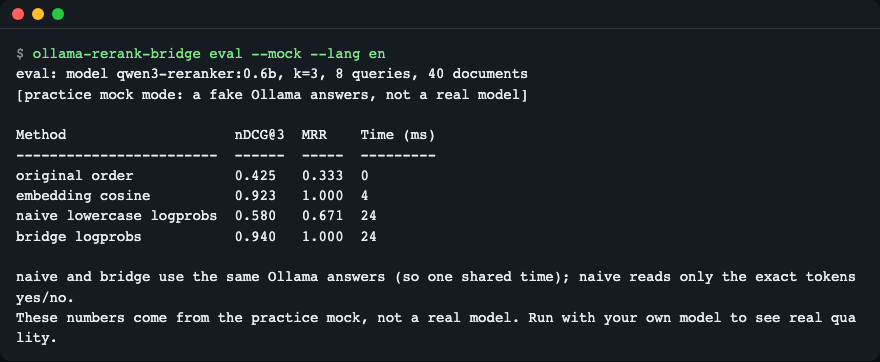 $ ollama-rerank-bridge eval --mock --lang en
eval: model qwen3-reranker:0.6b, k=3, 8 queries, 40 documents
[practice mock mode: a fake Ollama answers, not a real model]
Method                    nDCG@3  MRR    Time (ms)
------------------------  ------  -----  ---------
original order            0.425   0.333  0
embedding cosine          0.923   1.000  4
naive lowercase logprobs  0.580   0.671  24
bridge logprobs           0.940   1.000  24
naive and bridge use the same Ollama answers (so one shared time); naive reads only the exact tokens
yes/no.
These numbers come from the practice mock, not a real model. Run with your own model to see real qua
lity.